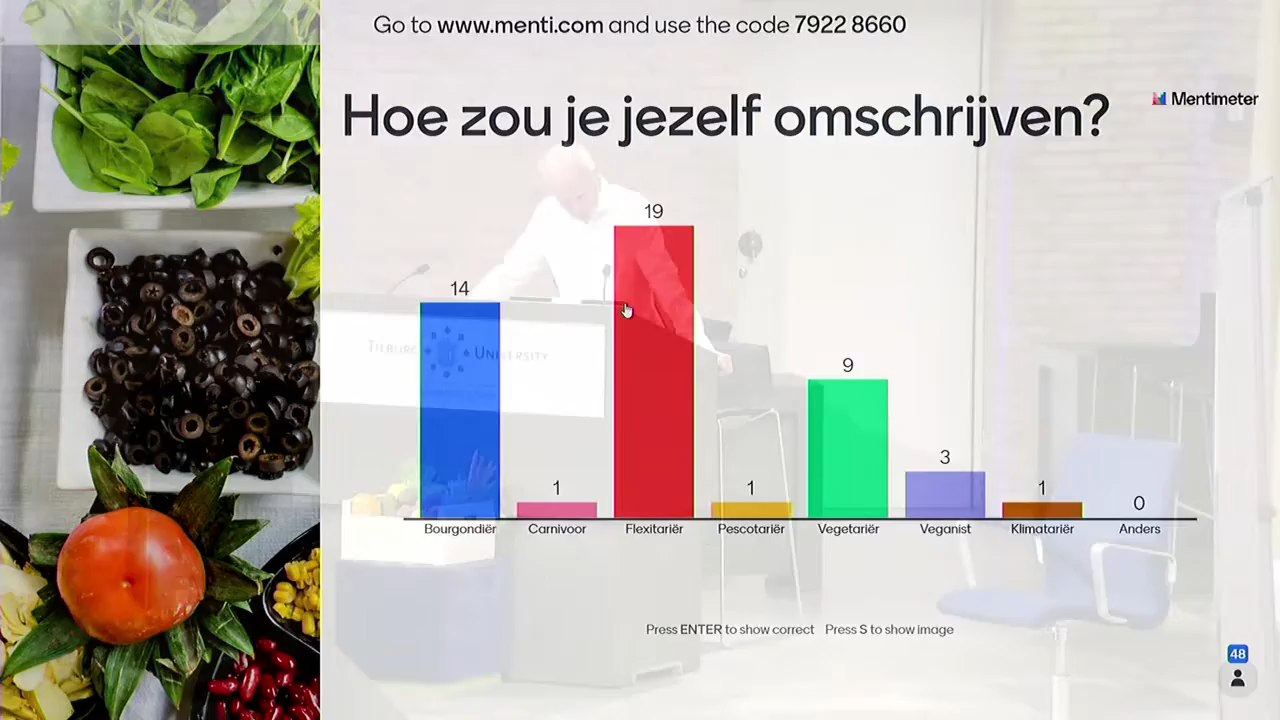 Go to www.menti.com and use the code 7922 8660
Hoe zou je jezelf omschrijven?
Mentimeter
19
14
TILBURG UNIVERSITY
9
3
1
1
1
0
Bourgondiër
Carnivoor
Flexitariër
Pescotariër
Vegetariër
Veganist
Klimatariër
Anders
Press ENTER to show correct Press S to show image
48